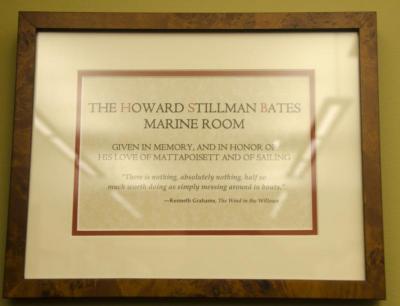 THE HOWARD STILLMAN BATES
MARINE ROOM
GIVEN IN MEMORY, AND IN HONOR OF
HIS LOVE OF MATTAPOISETT AND OF SAILING
"There is nothing, absolutely nothing, half so
much worth doing as simply messing around in boats,".
—Kenneth Grahams, The Wind in the Willows